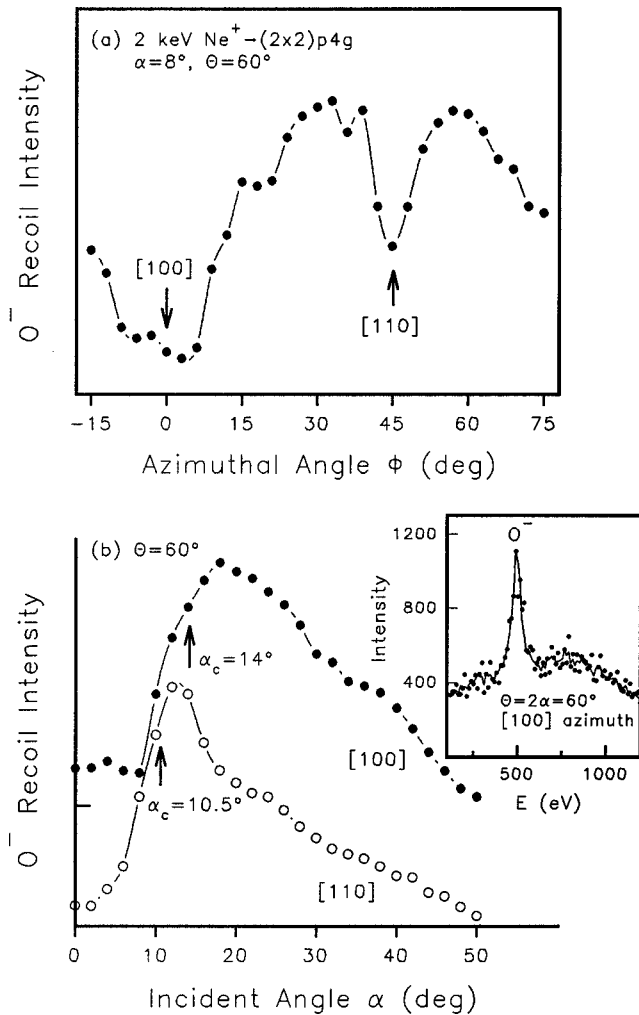 (a) 2 keV Ne⁺→(2x2)p4g
α=8°, Θ=60°
O⁻ Recoil Intensity
[100]
[110]
-15 0 15 30 45 60 75
Azimuthal Angle Φ (deg)
(b) Θ=60°
O⁻ Recoil Intensity
α_c=14°
α_c=10.5°
[100]
[110]
0 10 20 30 40 50
Incident Angle α (deg)
O⁻
Intensity
1200
800
400
Θ=2α=60°
[100] azimuth
500 1000
E (eV)